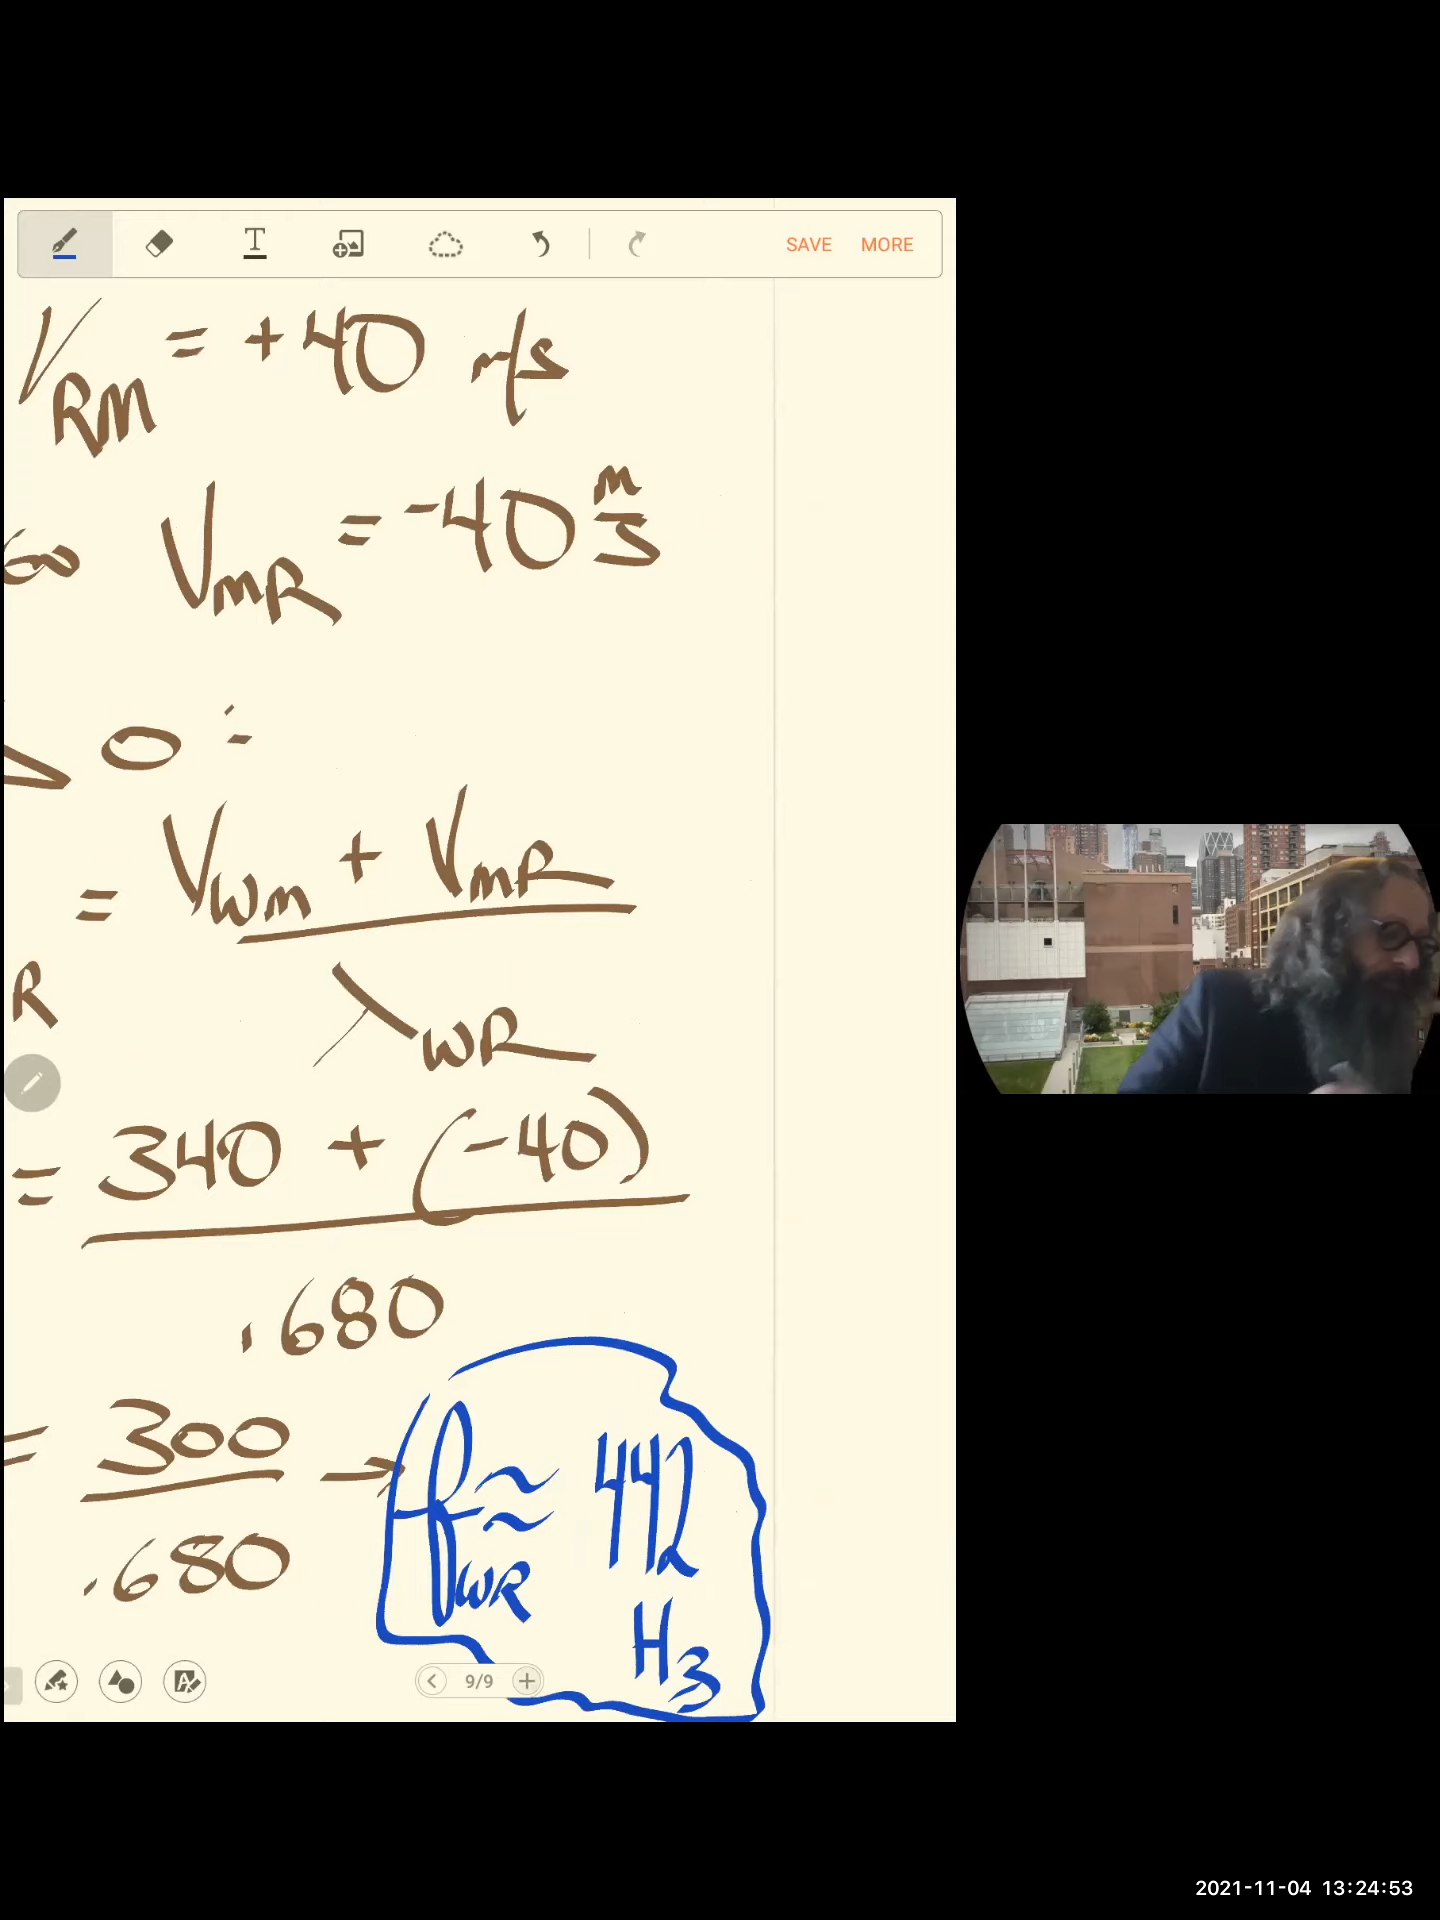 T SAVE MORE
V_RM = +40 m/s
V_MR = -40 m/s
> 0 :-
= V_WM + V_MR
λ_WR
R
= 340 + (-40)
.680
= 300 → f_WR ≈ 442 Hz
.680
9/9
2021-11-04 13:24:53